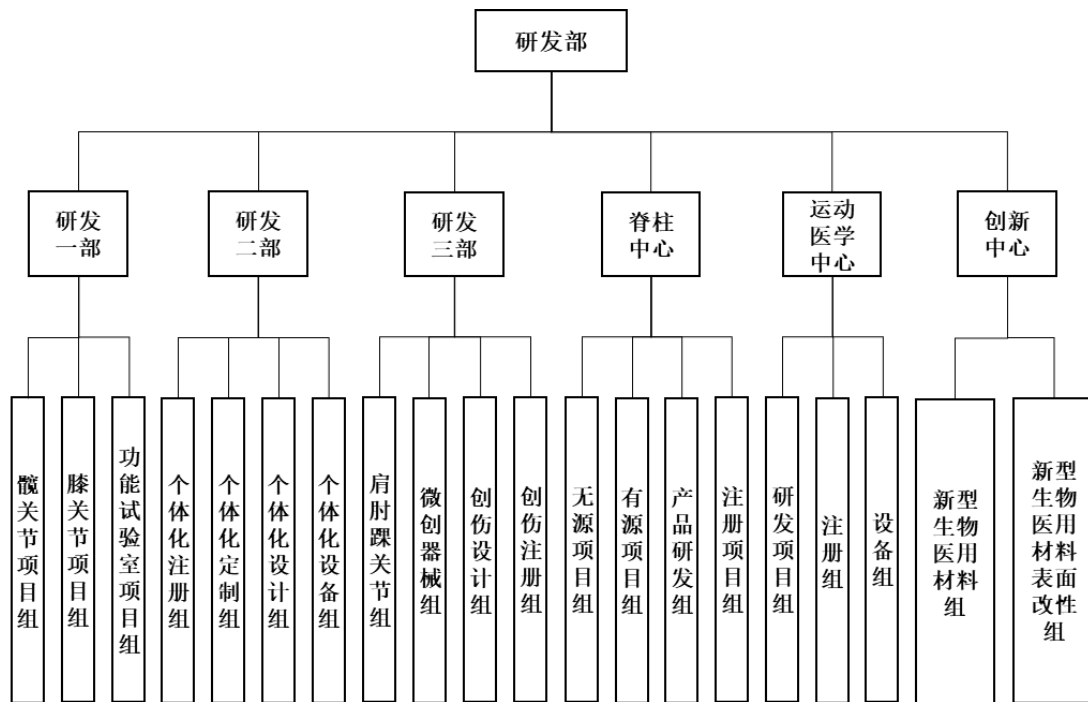 研发部
研发
一部
研发
二部
研发
三部
脊柱
中心
运动
医学
中心
创新
中心
髋关节项目组
膝关节项目组
功能试验室项目组
个体化注册组
个体化定制组
个体化设计组
个体化设备组
肩肘踝关节组
微创器械组
创伤设计组
创伤注册组
无源项目组
有源项目组
产品研发组
注册项目组
研发项目组
注册组
设备组
新型
生物
医用
材料
组
新型
生物
医用
材料
表面
改性
组